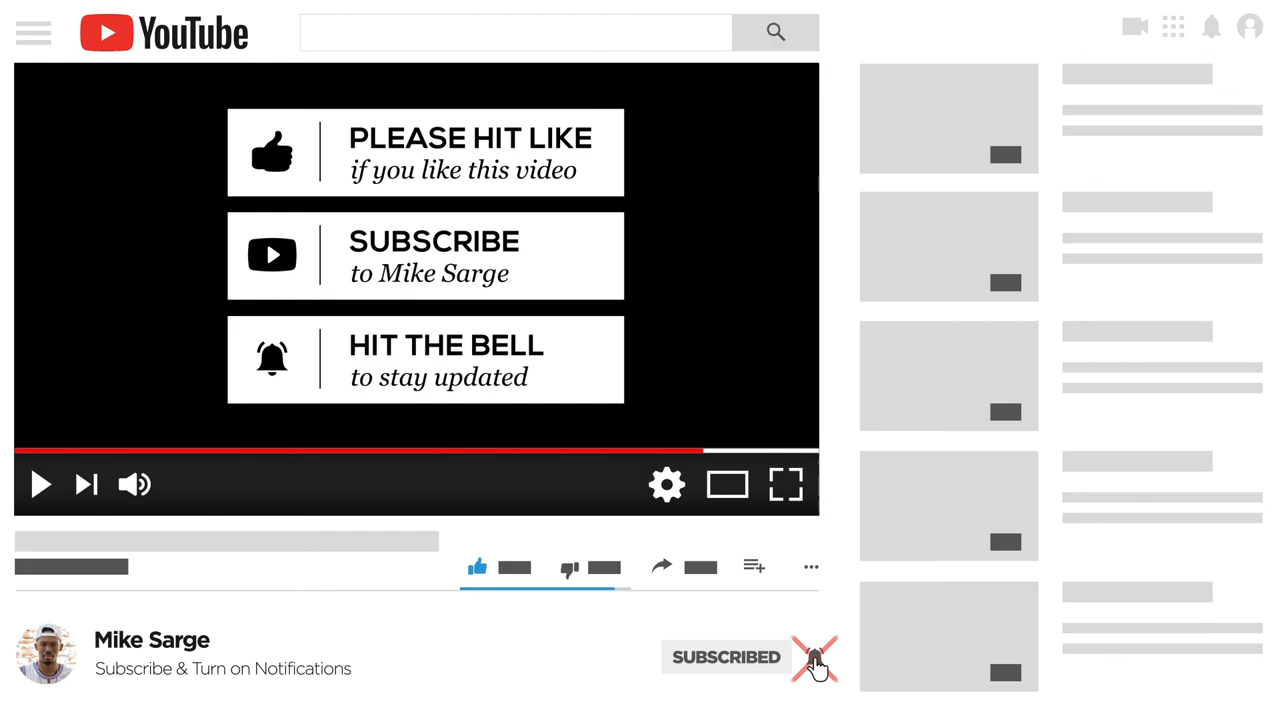 YouTube
PLEASE HIT LIKE
if you like this video
SUBSCRIBE
to Mike Sarge
HIT THE BELL
to stay updated
Mike Sarge
Subscribe & Turn on Notifications
SUBSCRIBED